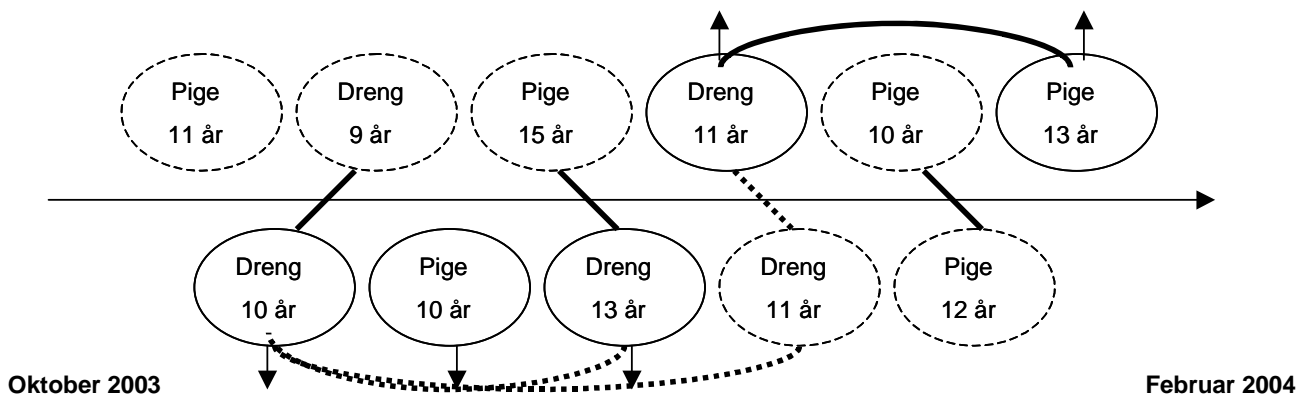 Pige
11 år
Dreng
9 år
Pige
15 år
Dreng
11 år
Pige
10 år
Pige
13 år
Dreng
10 år
Pige
10 år
Dreng
13 år
Dreng
11 år
Pige
12 år
Oktober 2003
Februar 2004